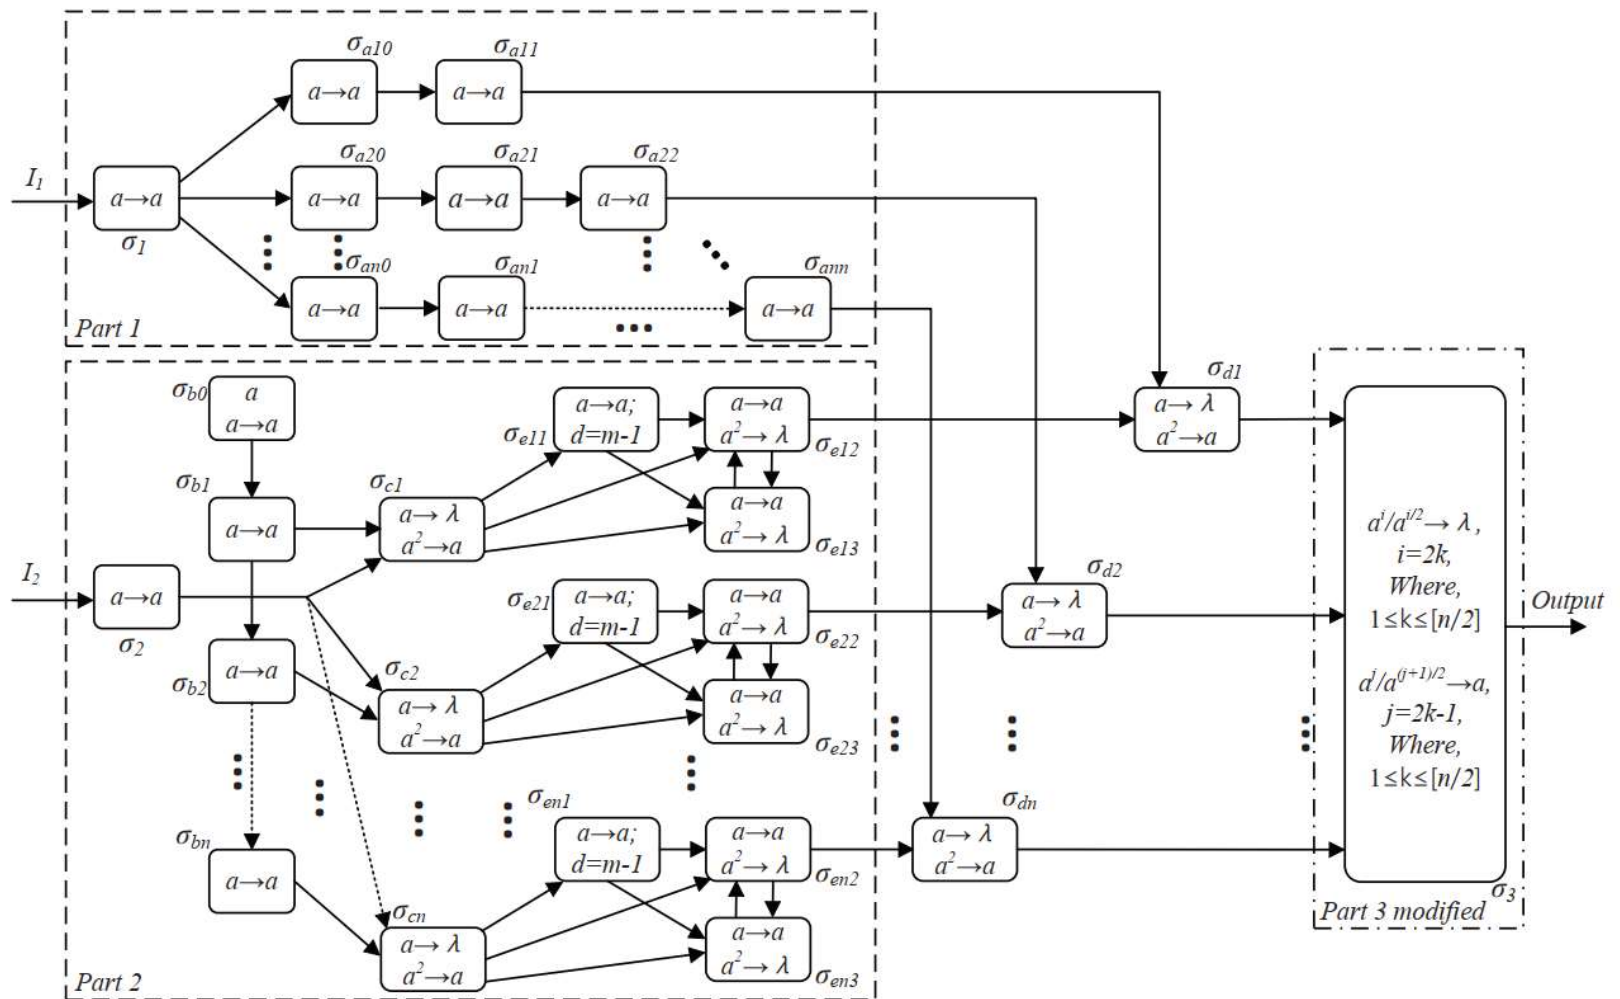 σa10
σa11
a→a
a→a
σa20
σa21
σa22
I1
a→a
a→a
a→a
a→a
σ1
σan0
σan1
σann
a→a
a→a
a→a
Part 1
σb0
a
a→a
σe11
a→a;
d=m-1
a→a
a²→λ
σe12
σd1
a→λ
a²→a
σb1
a→a
σc1
a→λ
a²→a
a→a
a²→λ
σe13
I2
a→a
σ2
σe21
a→a;
d=m-1
a→a
a²→λ
σe22
σd2
a→λ
a²→a
σb2
a→a
σc2
a→λ
a²→a
a→a
a²→λ
σe23
aⁱ/a^{i/2}→λ,
i=2k,
Where,
1≤k≤[n/2]
a^j/a^{(j+1)/2}→a,
j=2k-1,
Where,
1≤k≤[n/2]
Output
σen1
a→a;
d=m-1
a→a
a²→λ
σen2
σdn
a→λ
a²→a
σbn
a→a
σcn
a→λ
a²→a
a→a
a²→λ
σen3
σ3
Part 3 modified
Part 2